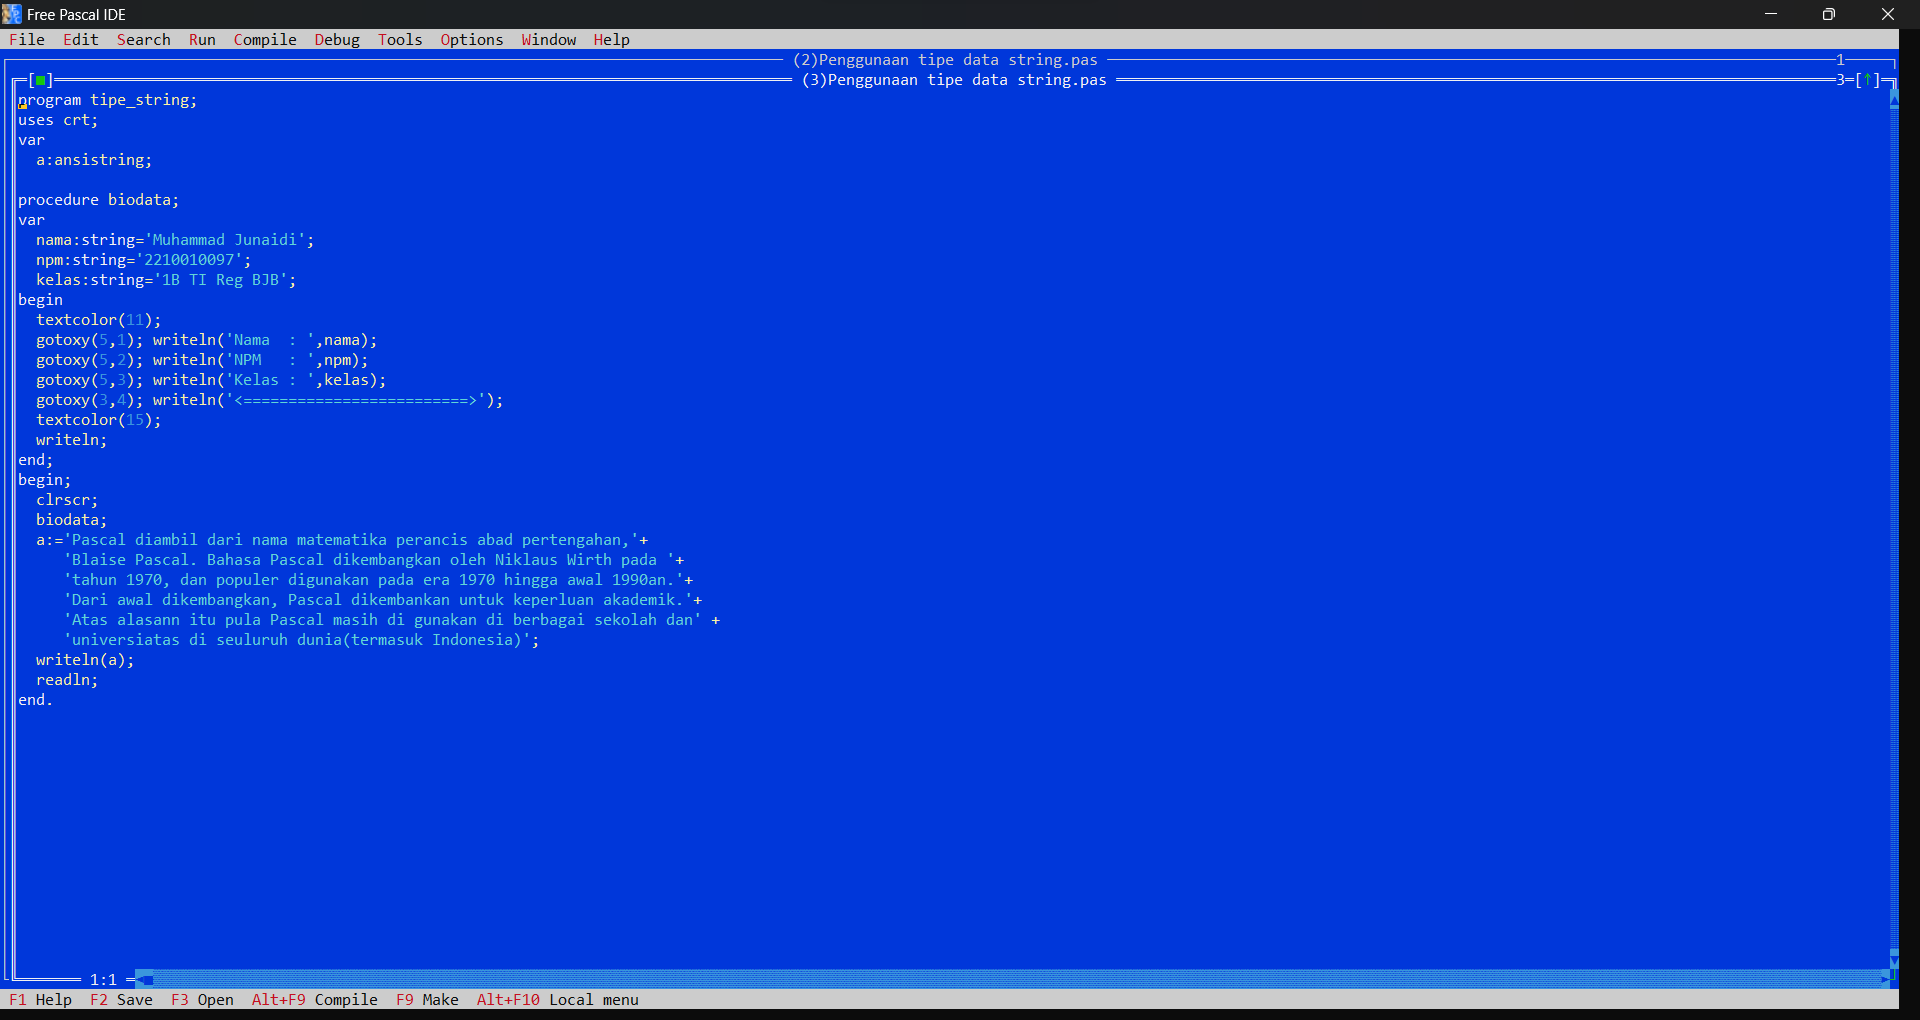 Free Pascal IDE
File Edit Search Run Compile Debug Tools Options Window Help
(2)Penggunaan tipe data string.pas 1
[■] (3)Penggunaan tipe data string.pas 3=[↑]
program tipe_string;
uses crt;
var
  a:ansistring;

procedure biodata;
var
  nama:string='Muhammad Junaidi';
  npm:string='2210010097';
  kelas:string='1B TI Reg BJB';
begin
  textcolor(11);
  gotoxy(5,1); writeln('Nama  : ',nama);
  gotoxy(5,2); writeln('NPM   : ',npm);
  gotoxy(5,3); writeln('Kelas : ',kelas);
  gotoxy(3,4); writeln('<=========================>');
  textcolor(15);
  writeln;
end;
begin;
  clrscr;
  biodata;
  a:='Pascal diambil dari nama matematika perancis abad pertengahan,'+
     'Blaise Pascal. Bahasa Pascal dikembangkan oleh Niklaus Wirth pada '+
     'tahun 1970, dan populer digunakan pada era 1970 hingga awal 1990an.'+
     'Dari awal dikembangkan, Pascal dikembankan untuk keperluan akademik.'+
     'Atas alasann itu pula Pascal masih di gunakan di berbagai sekolah dan' +
     'universiatas di seuluruh dunia(termasuk Indonesia)';
  writeln(a);
  readln;
end.
1:1
F1 Help F2 Save F3 Open Alt+F9 Compile F9 Make Alt+F10 Local menu